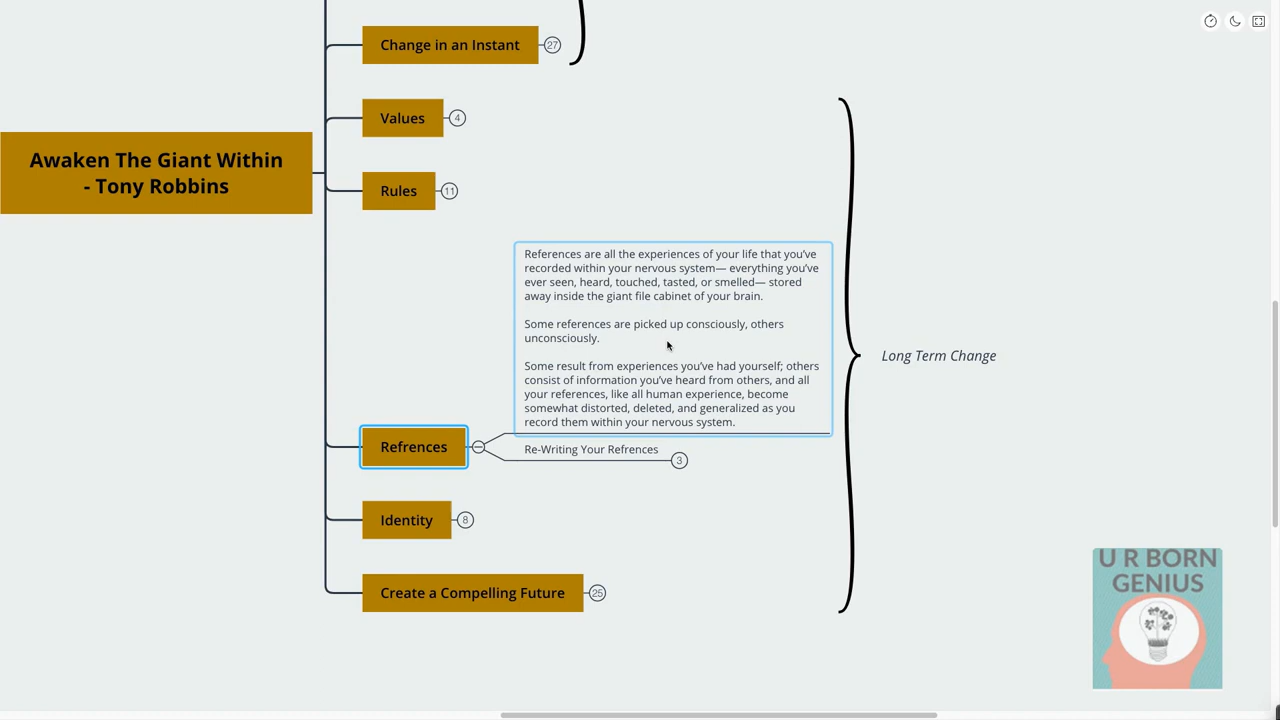 Change in an Instant
27
Values
4
Awaken The Giant Within
- Tony Robbins
Rules
11
References are all the experiences of your life that you've
recorded within your nervous system— everything you've
ever seen, heard, touched, tasted, or smelled— stored
away inside the giant file cabinet of your brain.
Some references are picked up consciously, others
unconsciously.
Some result from experiences you've had yourself; others
consist of information you've heard from others, and all
your references, like all human experience, become
somewhat distorted, deleted, and generalized as you
record them within your nervous system.
Long Term Change
Refrences
Re-Writing Your Refrences
3
Identity
8
Create a Compelling Future
25
U R BORN
GENIUS